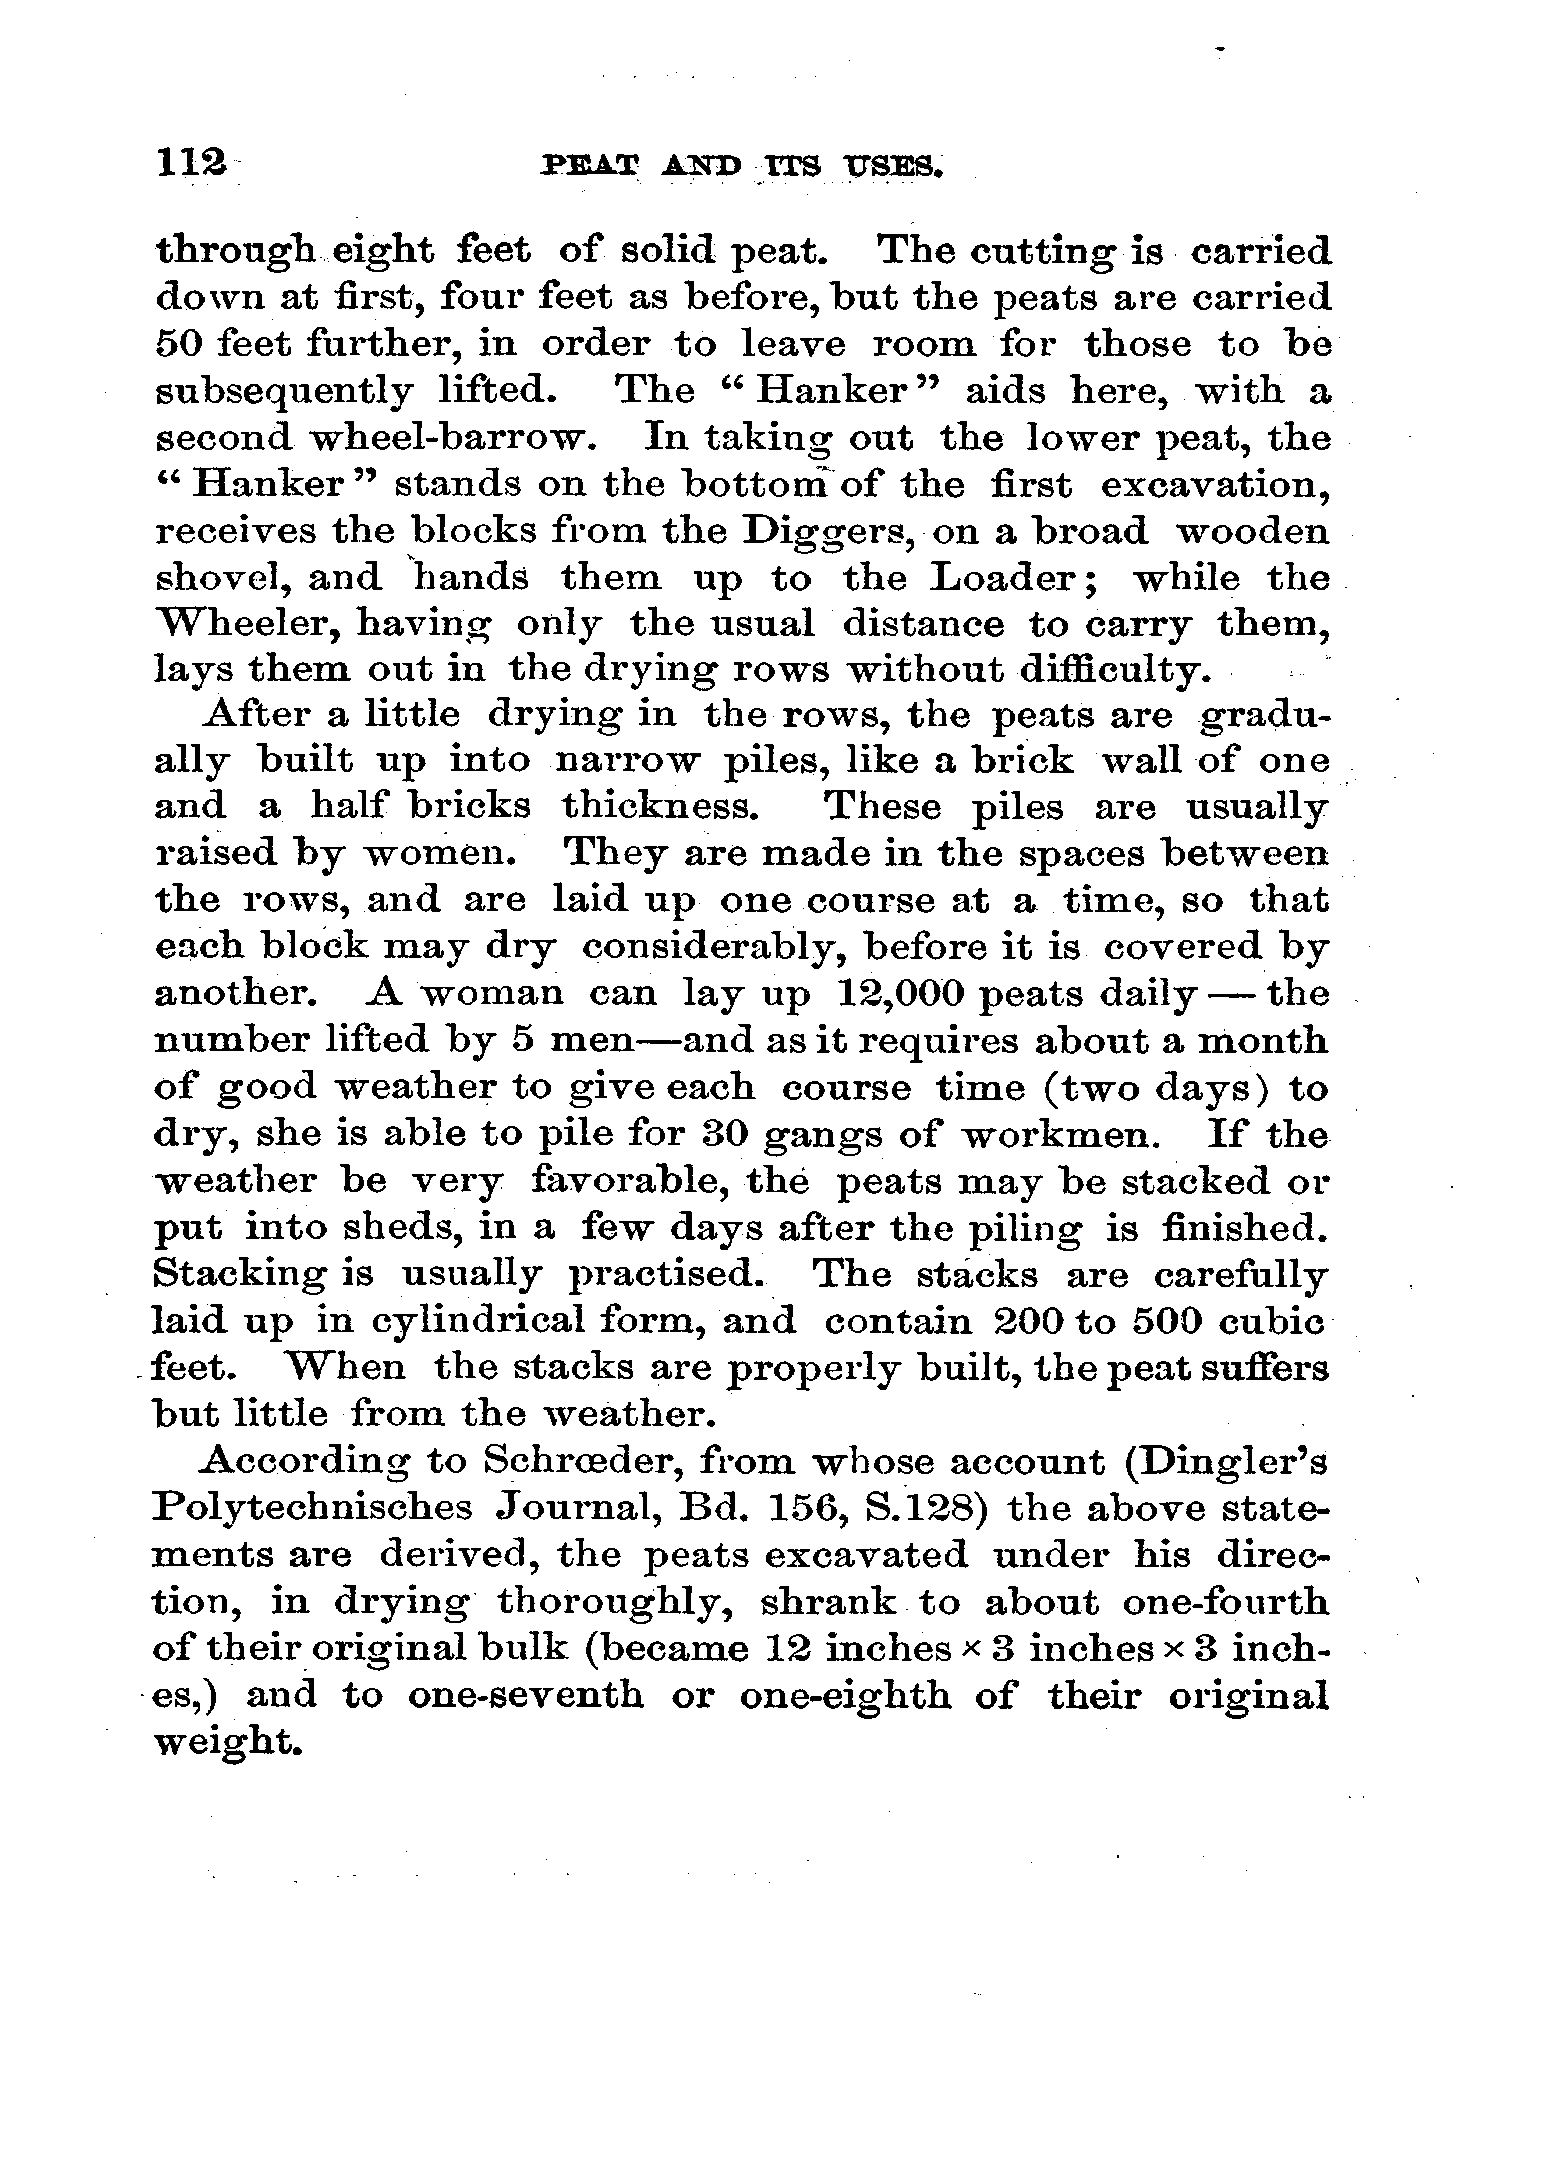 112 PEAT AND ITS USES.
through eight feet of solid peat. The cutting is carried
down at first, four feet as before, but the peats are carried
50 feet further, in order to leave room for those to be
subsequently lifted. The “Hanker” aids here, with a
second wheel-barrow. In taking out the lower peat, the
“Hanker” stands on the bottom of the first excavation,
receives the blocks from the Diggers, on a broad wooden
shovel, and hands them up to the Loader; while the
Wheeler, having only the usual distance to carry them,
lays them out in the drying rows without difficulty.
After a little drying in the rows, the peats are gradu-
ally built up into narrow piles, like a brick wall of one
and a half bricks thickness. These piles are usually
raised by women. They are made in the spaces between
the rows, and are laid up one course at a time, so that
each block may dry considerably, before it is covered by
another. A woman can lay up 12,000 peats daily — the
number lifted by 5 men—and as it requires about a month
of good weather to give each course time (two days) to
dry, she is able to pile for 30 gangs of workmen. If the
weather be very favorable, the peats may be stacked or
put into sheds, in a few days after the piling is finished.
Stacking is usually practised. The stacks are carefully
laid up in cylindrical form, and contain 200 to 500 cubic
feet. When the stacks are properly built, the peat suffers
but little from the weather.
According to Schrœder, from whose account (Dingler’s
Polytechnisches Journal, Bd. 156, S. 128) the above state-
ments are derived, the peats excavated under his direc-
tion, in drying thoroughly, shrank to about one-fourth
of their original bulk (became 12 inches × 3 inches × 3 inch-
es,) and to one-seventh or one-eighth of their original
weight.